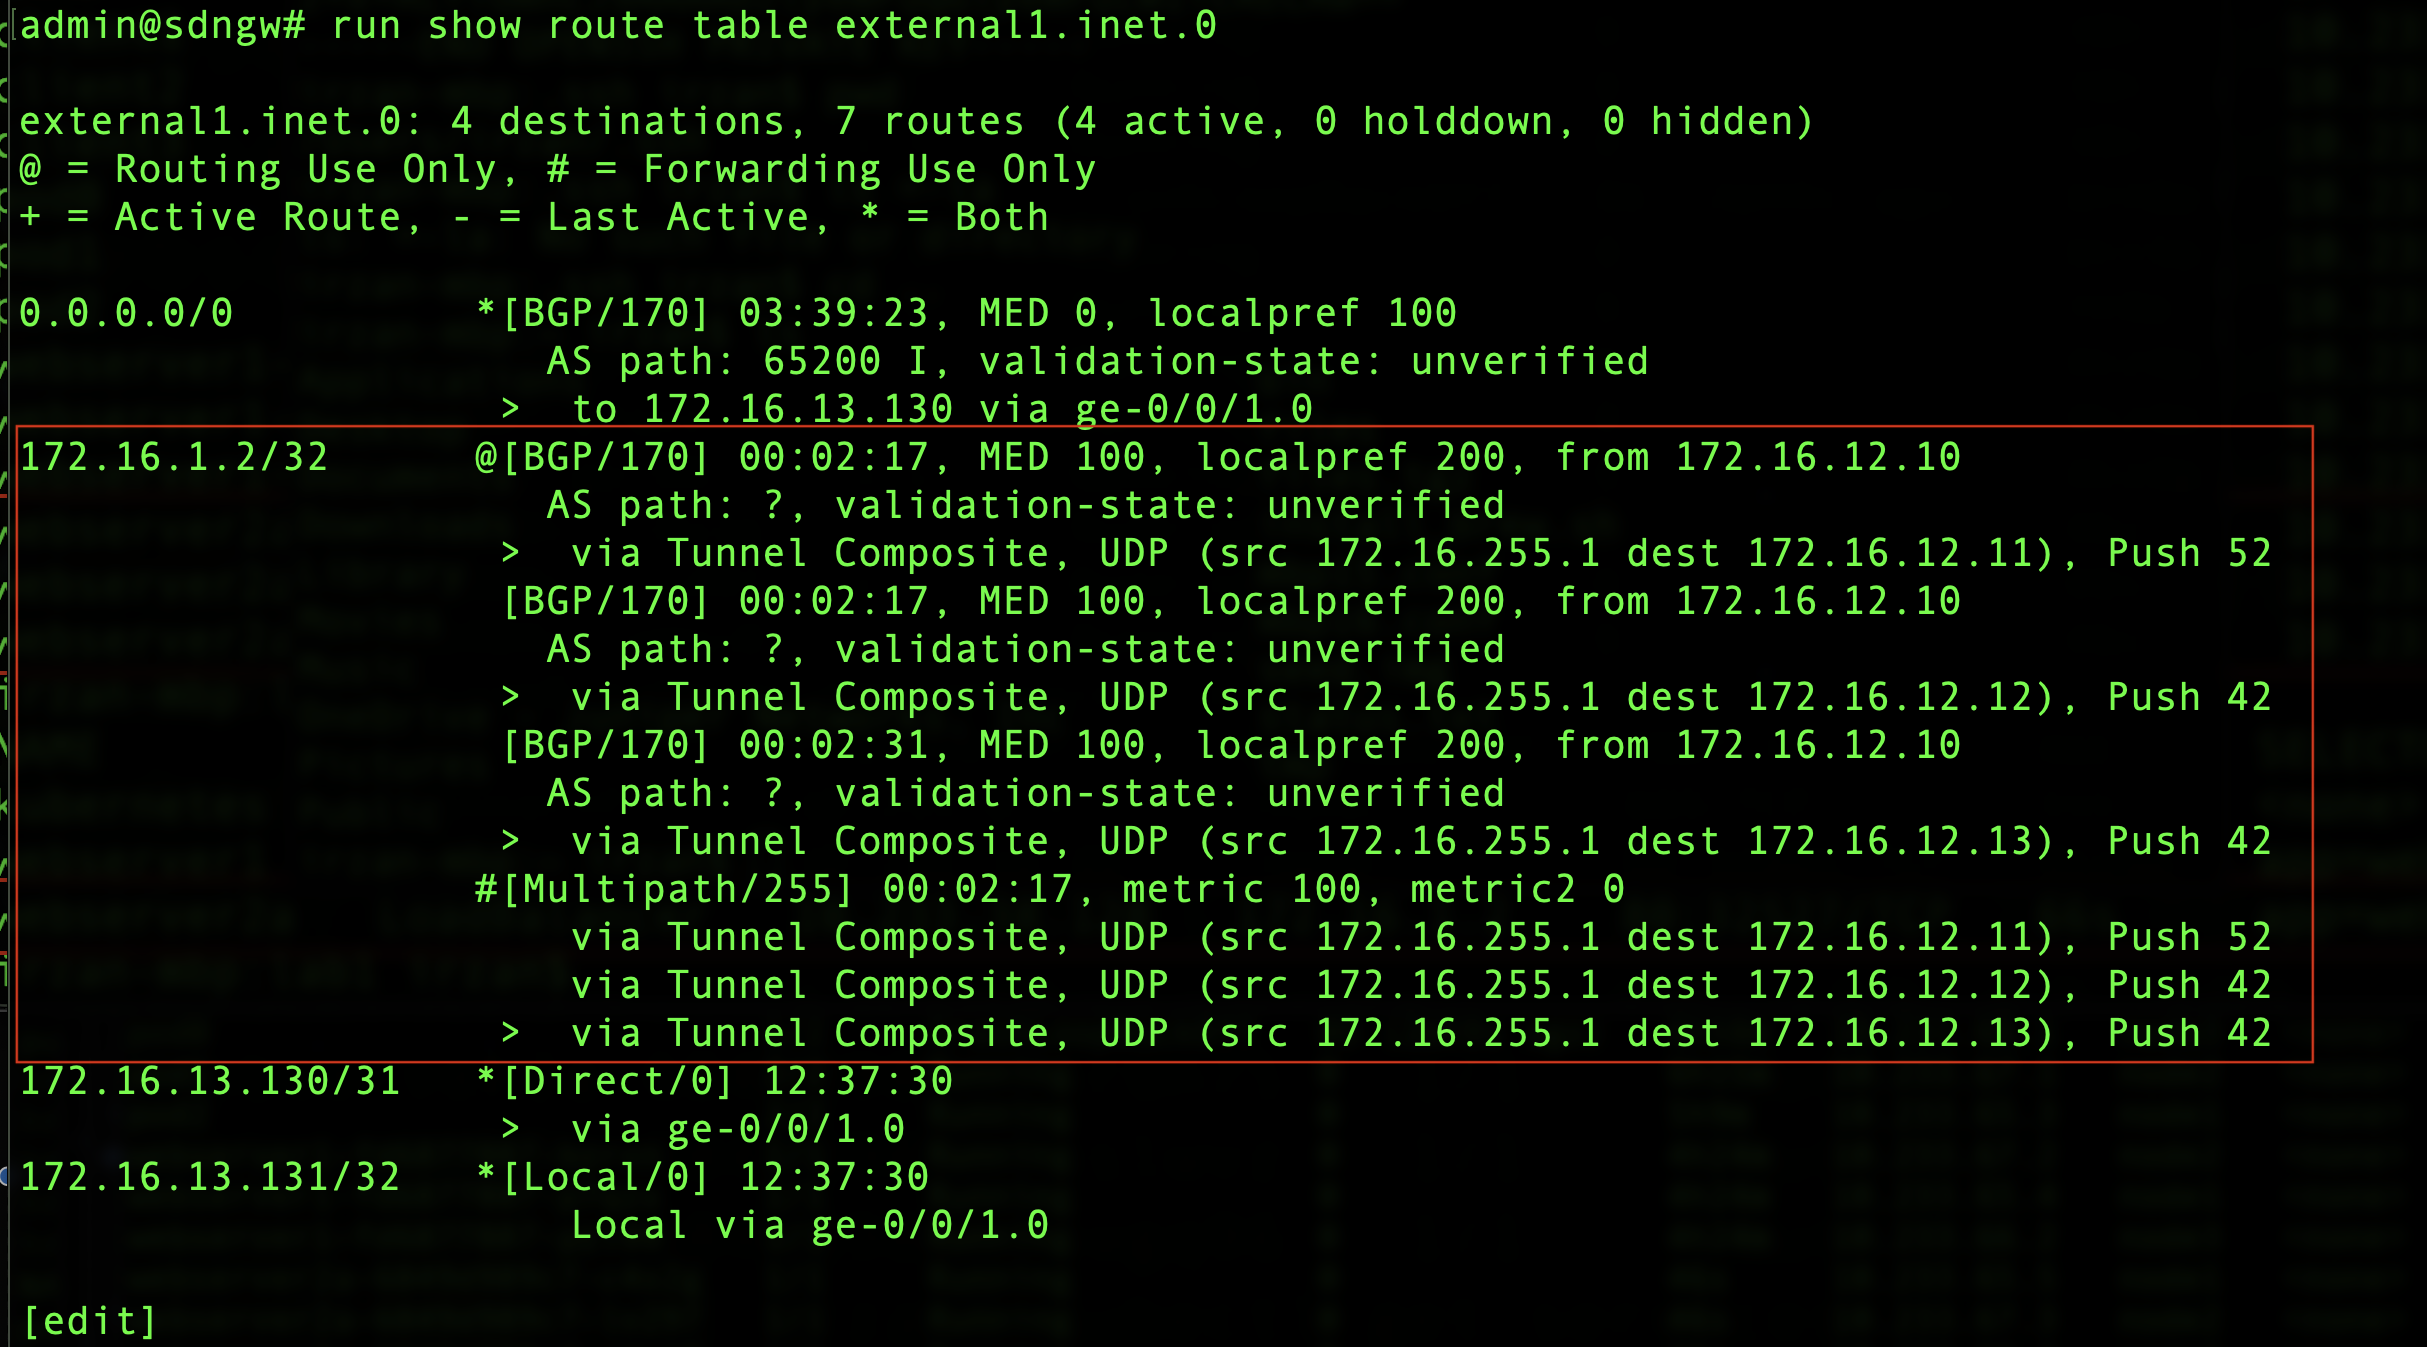 [admin@sdngw# run show route table external1.inet.0
external1.inet.0: 4 destinations, 7 routes (4 active, 0 holddown, 0 hidden)
@ = Routing Use Only, # = Forwarding Use Only
+ = Active Route, - = Last Active, * = Both
0.0.0.0/0 *[BGP/170] 03:39:23, MED 0, localpref 100
AS path: 65200 I, validation-state: unverified
> to 172.16.13.130 via ge-0/0/1.0
172.16.1.2/32 @[BGP/170] 00:02:17, MED 100, localpref 200, from 172.16.12.10
AS path: ?, validation-state: unverified
> via Tunnel Composite, UDP (src 172.16.255.1 dest 172.16.12.11), Push 52
[BGP/170] 00:02:17, MED 100, localpref 200, from 172.16.12.10
AS path: ?, validation-state: unverified
> via Tunnel Composite, UDP (src 172.16.255.1 dest 172.16.12.12), Push 42
[BGP/170] 00:02:31, MED 100, localpref 200, from 172.16.12.10
AS path: ?, validation-state: unverified
> via Tunnel Composite, UDP (src 172.16.255.1 dest 172.16.12.13), Push 42
#[Multipath/255] 00:02:17, metric 100, metric2 0
via Tunnel Composite, UDP (src 172.16.255.1 dest 172.16.12.11), Push 52
via Tunnel Composite, UDP (src 172.16.255.1 dest 172.16.12.12), Push 42
> via Tunnel Composite, UDP (src 172.16.255.1 dest 172.16.12.13), Push 42
172.16.13.130/31 *[Direct/0] 12:37:30
> via ge-0/0/1.0
172.16.13.131/32 *[Local/0] 12:37:30
Local via ge-0/0/1.0
[edit]